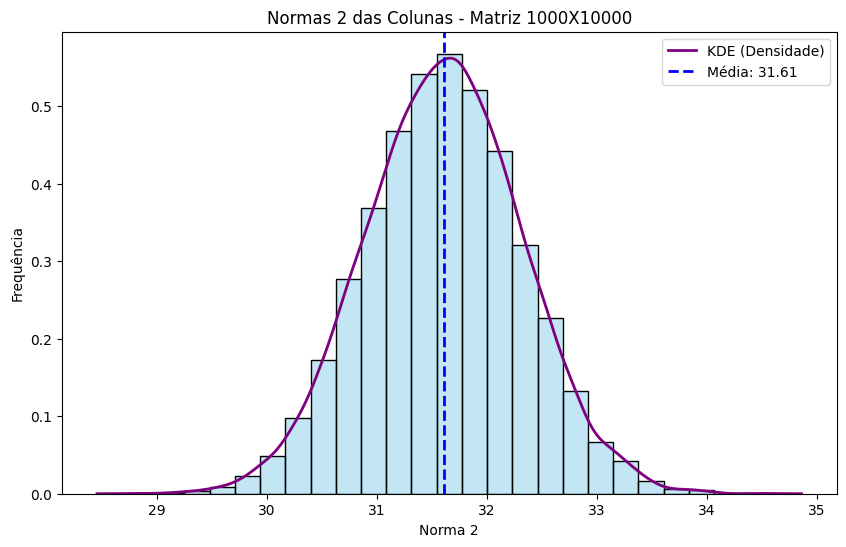 Normas 2 das Colunas - Matriz 1000X10000
KDE (Densidade)
Média: 31.61
Frequência
0.5
0.4
0.3
0.2
0.1
0.0
29 30 31 32 33 34 35
Norma 2